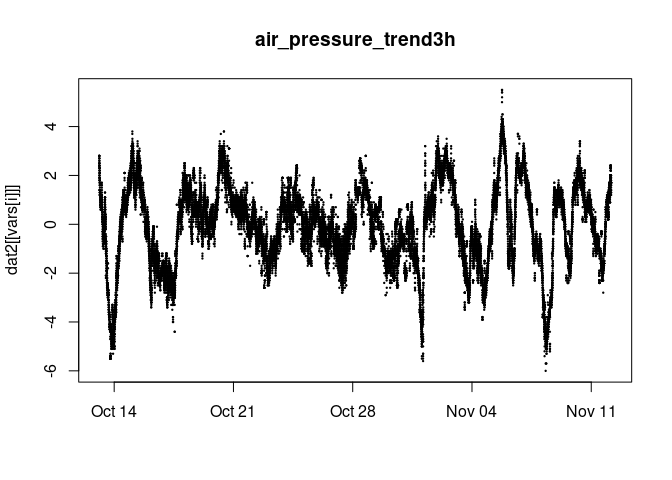 air_pressure_trend3h
dat2[[vars[i]]]
4
2
0
-2
-4
-6
Oct 14
Oct 21
Oct 28
Nov 04
Nov 11